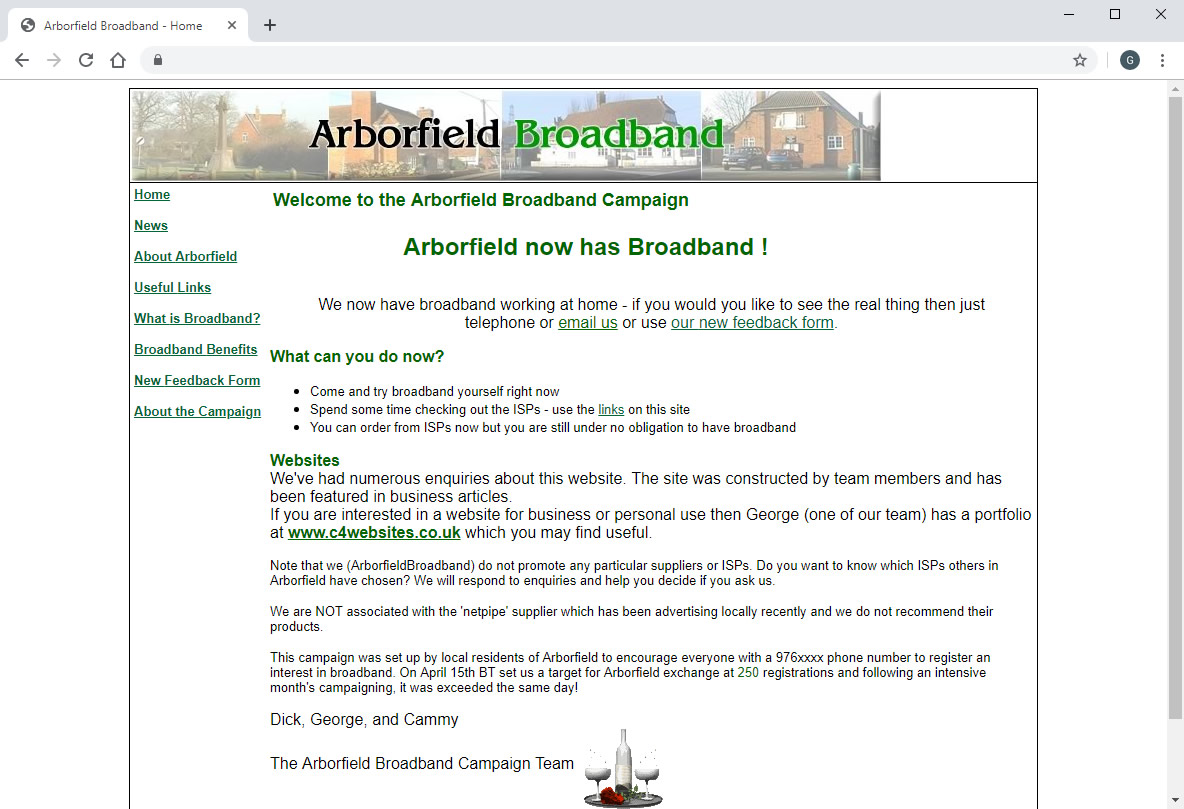 Arborfield Broadband - Home
G
Arborfield Broadband
Home
News
About Arborfield
Useful Links
What is Broadband?
Broadband Benefits
New Feedback Form
About the Campaign
Welcome to the Arborfield Broadband Campaign
Arborfield now has Broadband !
We now have broadband working at home - if you would you like to see the real thing then just
telephone or email us or use our new feedback form.
What can you do now?
Come and try broadband yourself right now
Spend some time checking out the ISPs - use the links on this site
You can order from ISPs now but you are still under no obligation to have broadband
Websites
We've had numerous enquiries about this website. The site was constructed by team members and has
been featured in business articles.
If you are interested in a website for business or personal use then George (one of our team) has a portfolio
at www.c4websites.co.uk which you may find useful.
Note that we (ArborfieldBroadband) do not promote any particular suppliers or ISPs. Do you want to know which ISPs others in
Arborfield have chosen? We will respond to enquiries and help you decide if you ask us.
We are NOT associated with the 'netpipe' supplier which has been advertising locally recently and we do not recommend their
products.
This campaign was set up by local residents of Arborfield to encourage everyone with a 976xxxx phone number to register an
interest in broadband. On April 15th BT set us a target for Arborfield exchange at 250 registrations and following an intensive
month's campaigning, it was exceeded the same day!
Dick, George, and Cammy
The Arborfield Broadband Campaign Team